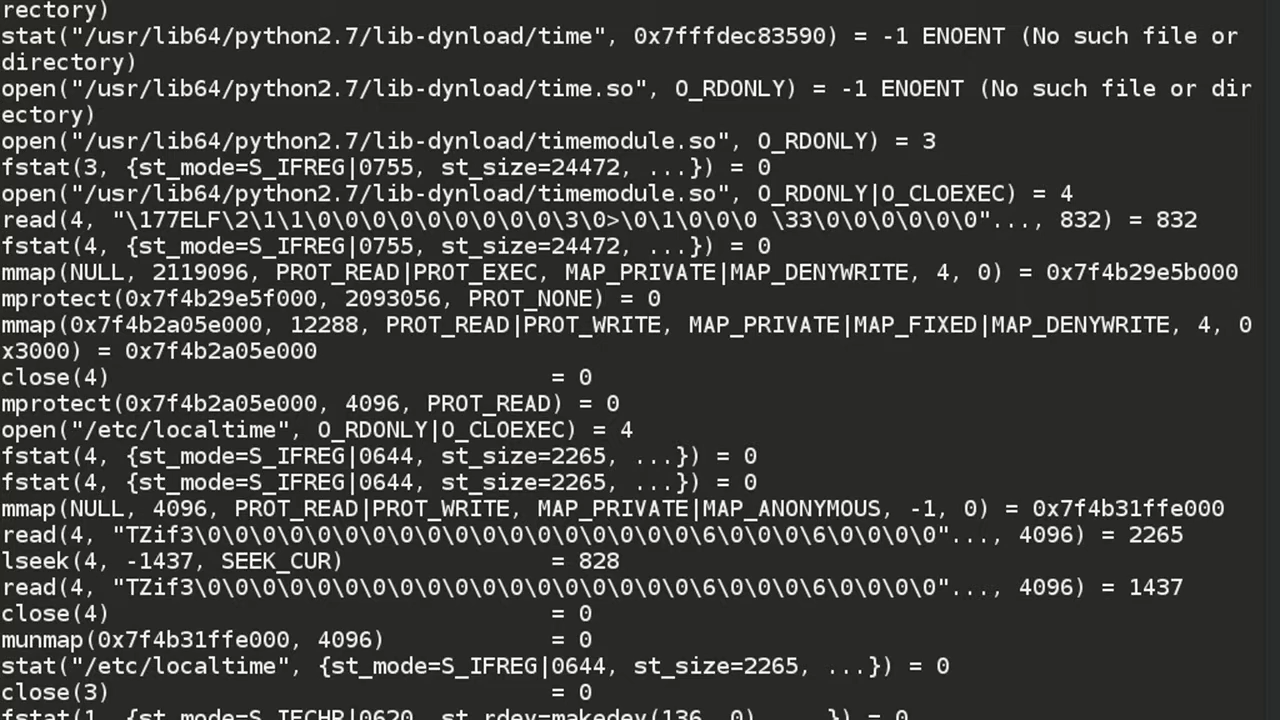 rectory)
stat("/usr/lib64/python2.7/lib-dynload/time", 0x7fffdec83590) = -1 ENOENT (No such file or
directory)
open("/usr/lib64/python2.7/lib-dynload/time.so", O_RDONLY) = -1 ENOENT (No such file or dir
ectory)
open("/usr/lib64/python2.7/lib-dynload/timemodule.so", O_RDONLY) = 3
fstat(3, {st_mode=S_IFREG|0755, st_size=24472, ...}) = 0
open("/usr/lib64/python2.7/lib-dynload/timemodule.so", O_RDONLY|O_CLOEXEC) = 4
read(4, "\177ELF\2\1\1\0\0\0\0\0\0\0\0\0\3\0>\0\1\0\0\0 \33\0\0\0\0\0\0"..., 832) = 832
fstat(4, {st_mode=S_IFREG|0755, st_size=24472, ...}) = 0
mmap(NULL, 2119096, PROT_READ|PROT_EXEC, MAP_PRIVATE|MAP_DENYWRITE, 4, 0) = 0x7f4b29e5b000
mprotect(0x7f4b29e5f000, 2093056, PROT_NONE) = 0
mmap(0x7f4b2a05e000, 12288, PROT_READ|PROT_WRITE, MAP_PRIVATE|MAP_FIXED|MAP_DENYWRITE, 4, 0
x3000) = 0x7f4b2a05e000
close(4)                                = 0
mprotect(0x7f4b2a05e000, 4096, PROT_READ) = 0
open("/etc/localtime", O_RDONLY|O_CLOEXEC) = 4
fstat(4, {st_mode=S_IFREG|0644, st_size=2265, ...}) = 0
fstat(4, {st_mode=S_IFREG|0644, st_size=2265, ...}) = 0
mmap(NULL, 4096, PROT_READ|PROT_WRITE, MAP_PRIVATE|MAP_ANONYMOUS, -1, 0) = 0x7f4b31ffe000
read(4, "TZif3\0\0\0\0\0\0\0\0\0\0\0\0\0\0\0\0\0\0\6\0\0\0\6\0\0\0\0"..., 4096) = 2265
lseek(4, -1437, SEEK_CUR)               = 828
read(4, "TZif3\0\0\0\0\0\0\0\0\0\0\0\0\0\0\0\0\0\0\6\0\0\0\6\0\0\0\0"..., 4096) = 1437
close(4)                                = 0
munmap(0x7f4b31ffe000, 4096)            = 0
stat("/etc/localtime", {st_mode=S_IFREG|0644, st_size=2265, ...}) = 0
close(3)                                = 0
fstat(1, {st_mode=S_IFCHR|0620, st_rdev=makedev(136, 0), ...}) = 0